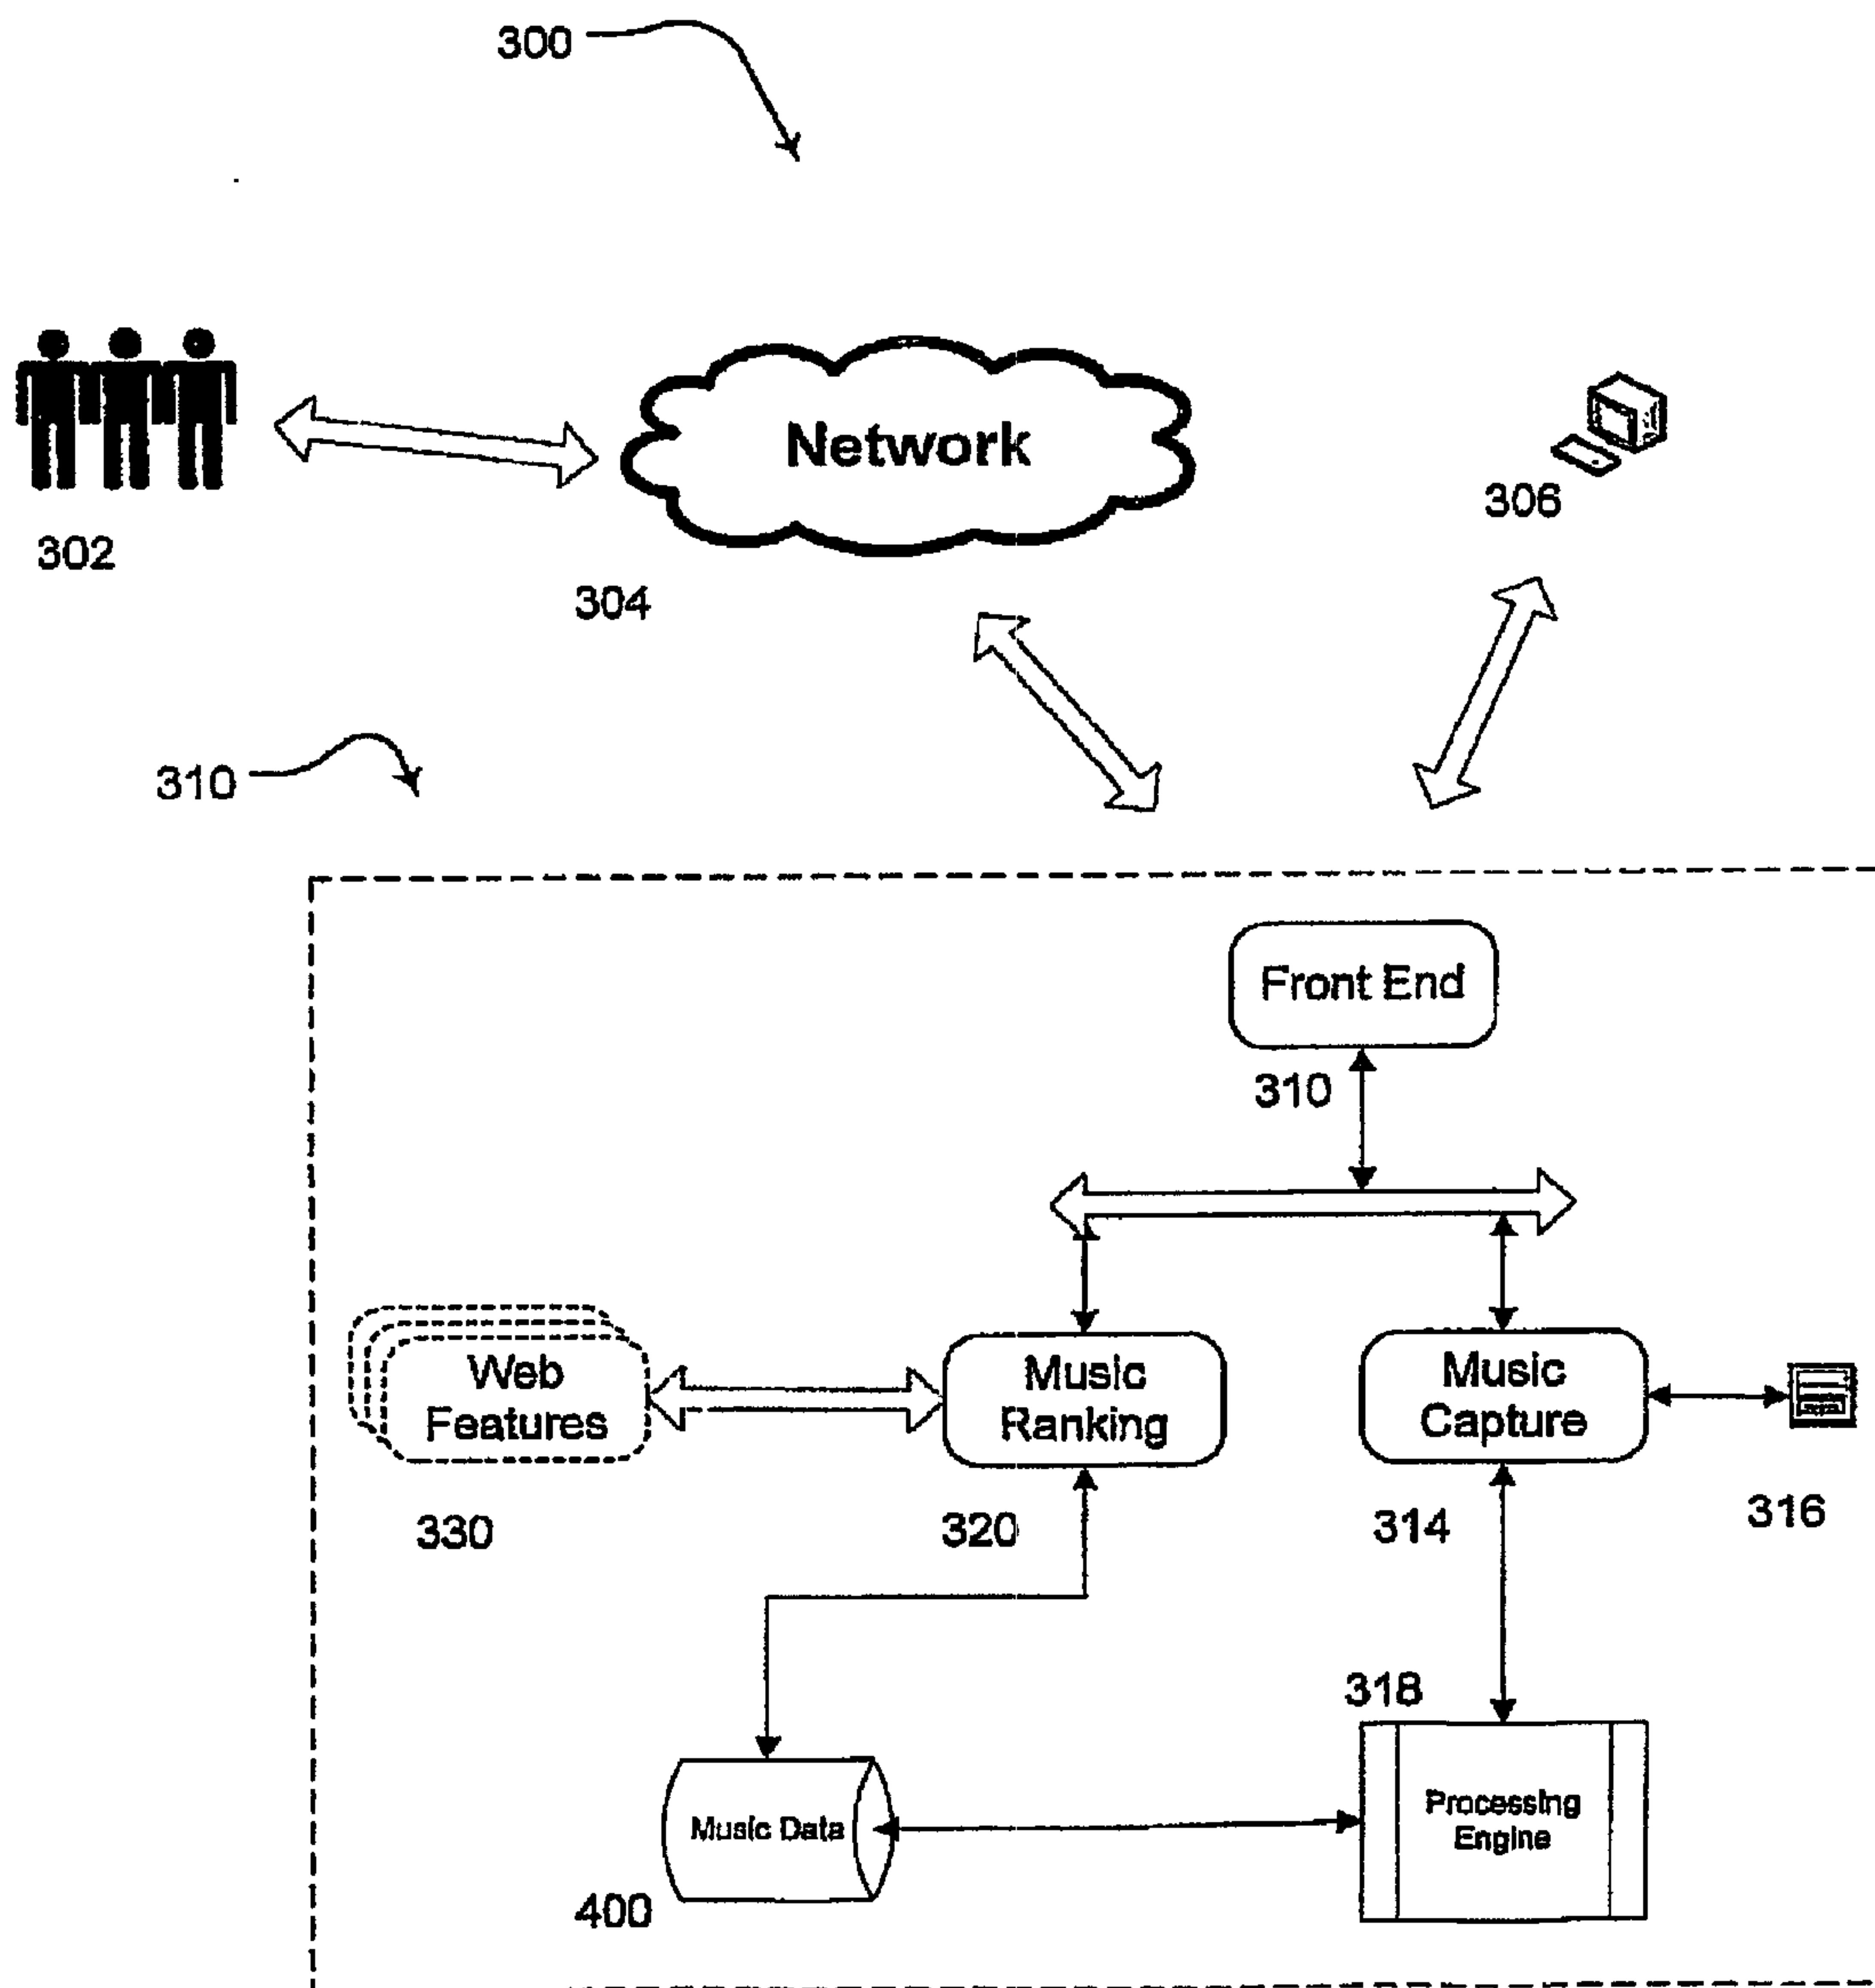 300
Network
302
304
306
310
Front End
310
Web
Features
Music
Ranking
Music
Capture
330
320
314
316
318
Music Data
Processing
Engine
400